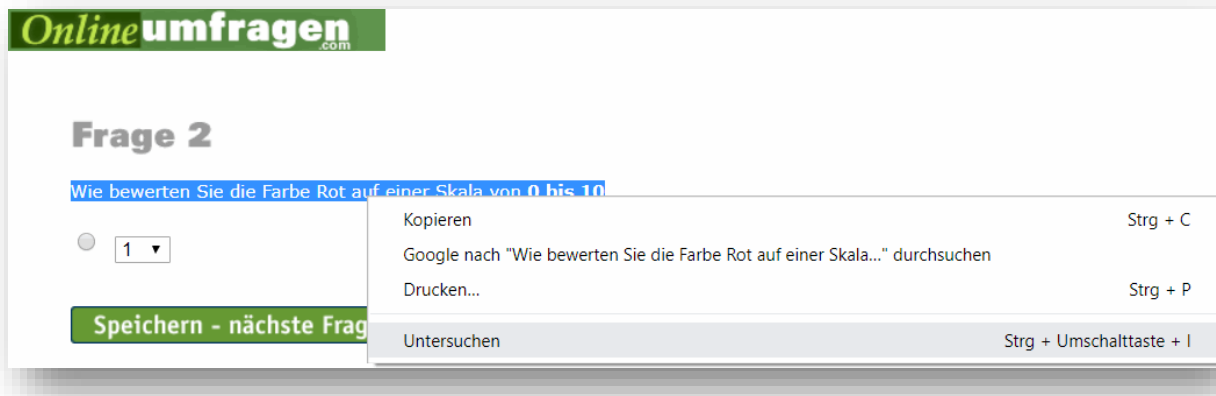 Onlineumfragen
.com
Frage 2
Wie bewerten Sie die Farbe Rot auf einer Skala von 0 bis 10
1
Speichern - nächste Frag
Kopieren Strg + C
Google nach "Wie bewerten Sie die Farbe Rot auf einer Skala..." durchsuchen
Drucken... Strg + P
Untersuchen Strg + Umschalttaste + I